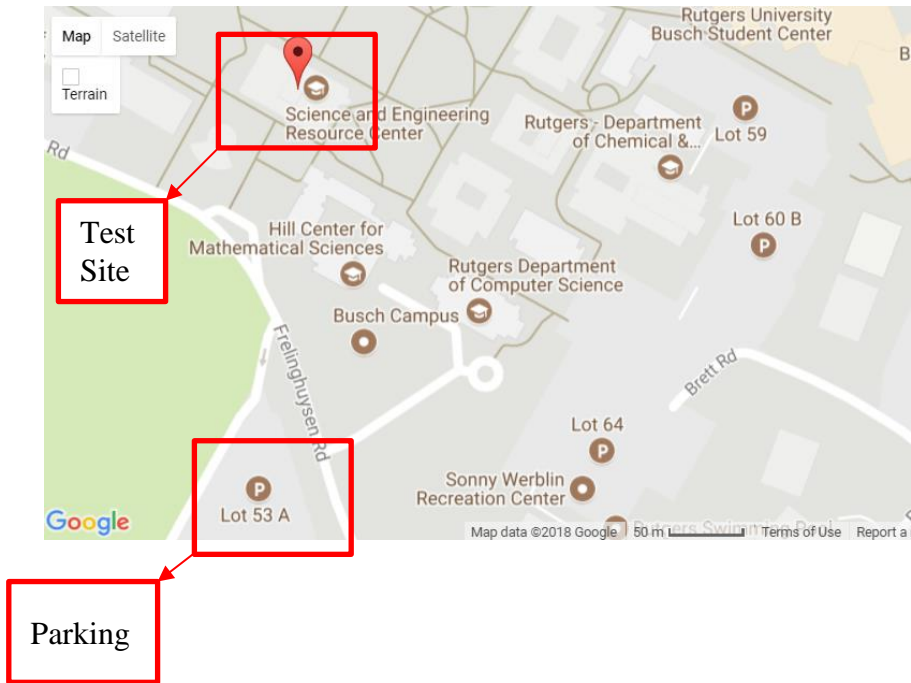 Map Satellite
Terrain
Rutgers University
Busch Student Center
B
Science and Engineering
Resource Center
Rutgers - Department
of Chemical &...
Lot 59
Rd
Test
Site
Hill Center for
Mathematical Sciences
Lot 60 B
Rutgers Department
of Computer Science
Busch Campus
Frelinghuysen Rd
Brett Rd
Lot 64
Sonny Werblin
Recreation Center
Lot 53 A
Google
Rutgers Swimming Pool
Map data ©2018 Google 50 m Terms of Use Report a
Parking